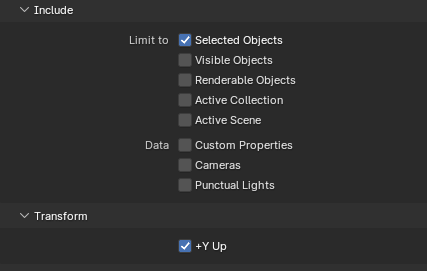 Include
Limit to Selected Objects
Visible Objects
Renderable Objects
Active Collection
Active Scene
Data Custom Properties
Cameras
Punctual Lights
Transform
+Y Up